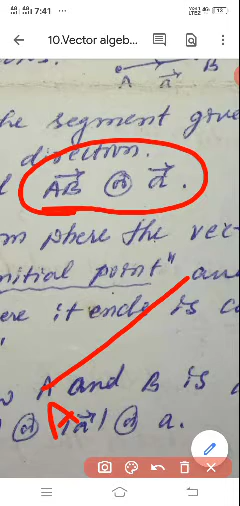 7:41
10.Vector algeb...
A a⃗ B
he segment give
direction.
AB⃗ or a⃗.
m where the vec
nitial point" an
ere it ends is c
A and B is
or |a⃗| or a.